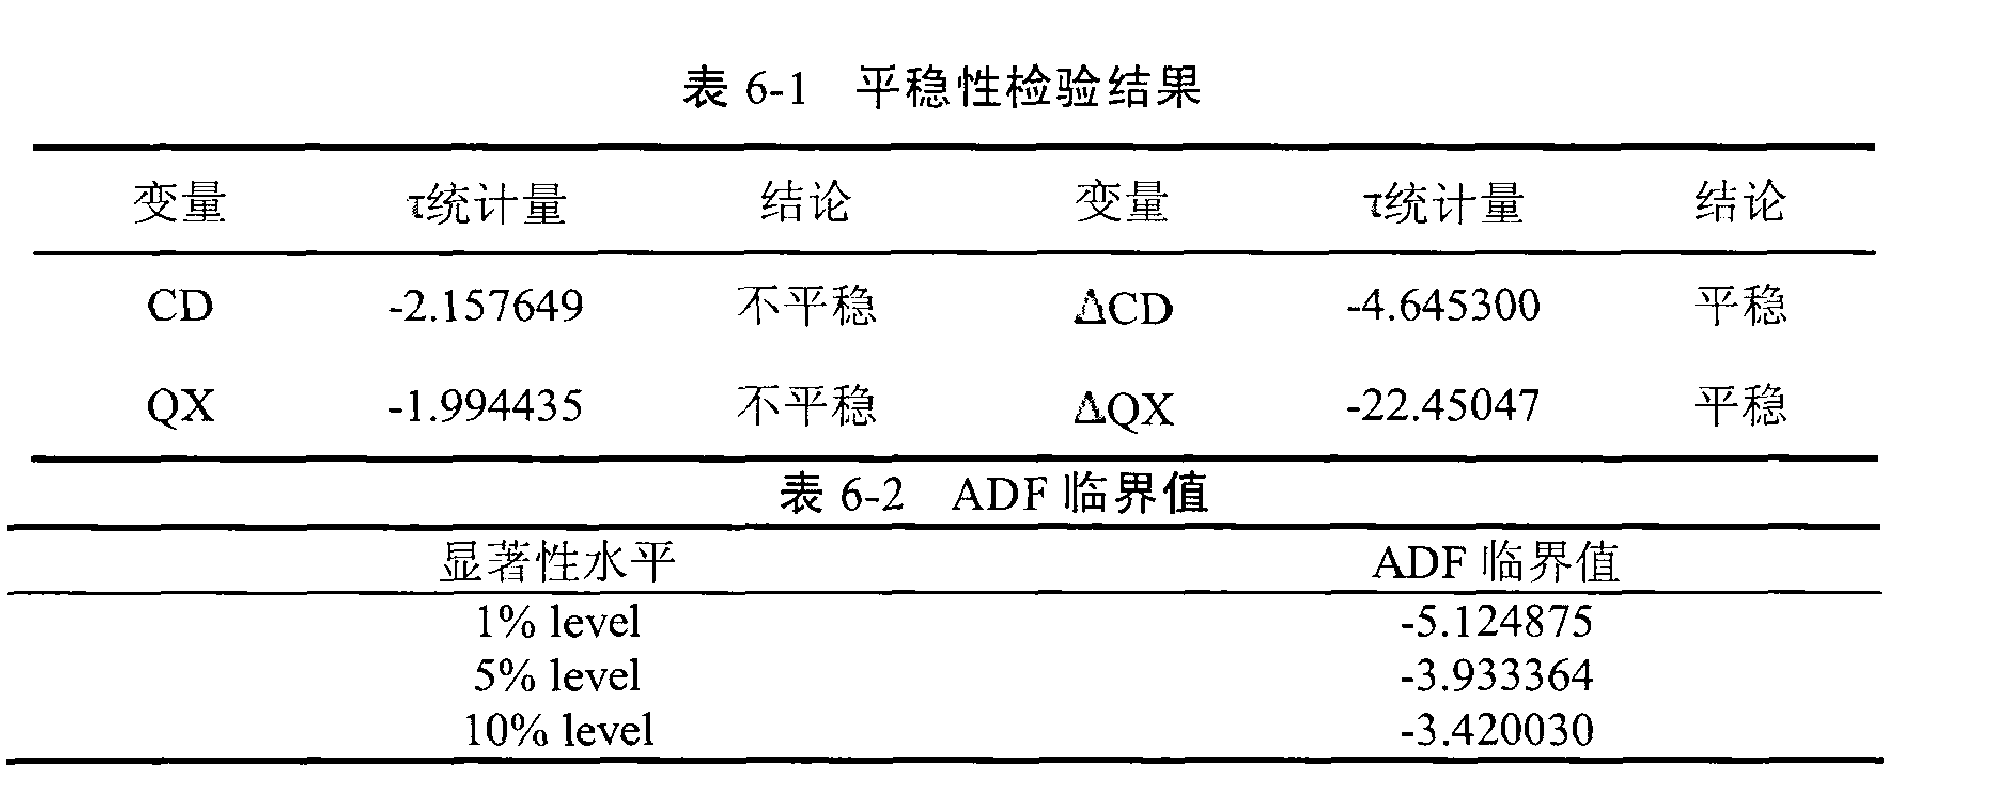 表 6-1 平稳性检验结果
变量 τ统计量 结论 变量 τ统计量 结论
CD -2.157649 不平稳 ΔCD -4.645300 平稳
QX -1.994435 不平稳 ΔQX -22.45047 平稳
表 6-2 ADF 临界值
显著性水平 ADF 临界值
1% level -5.124875
5% level -3.933364
10% level -3.420030